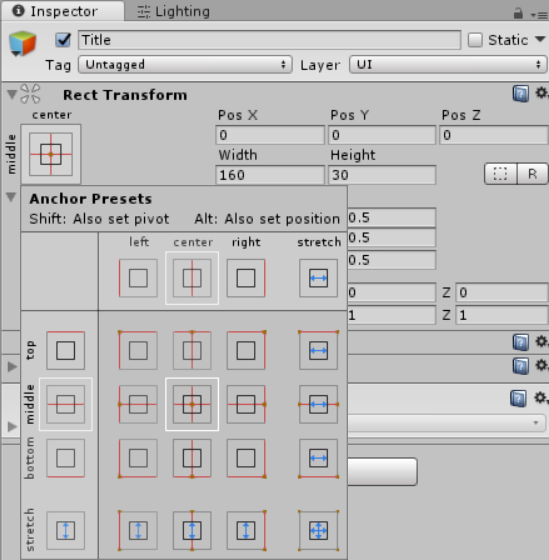 Inspector Lighting
Title Static
Tag Untagged Layer UI
Rect Transform
center Pos X Pos Y Pos Z
middle
0 0 0
Width Height
160 30 R
Anchor Presets
Shift: Also set pivot Alt: Also set position 0.5
left center right stretch 0.5
0.5
0 Z 0
1 Z 1
top
middle
bottom
stretch